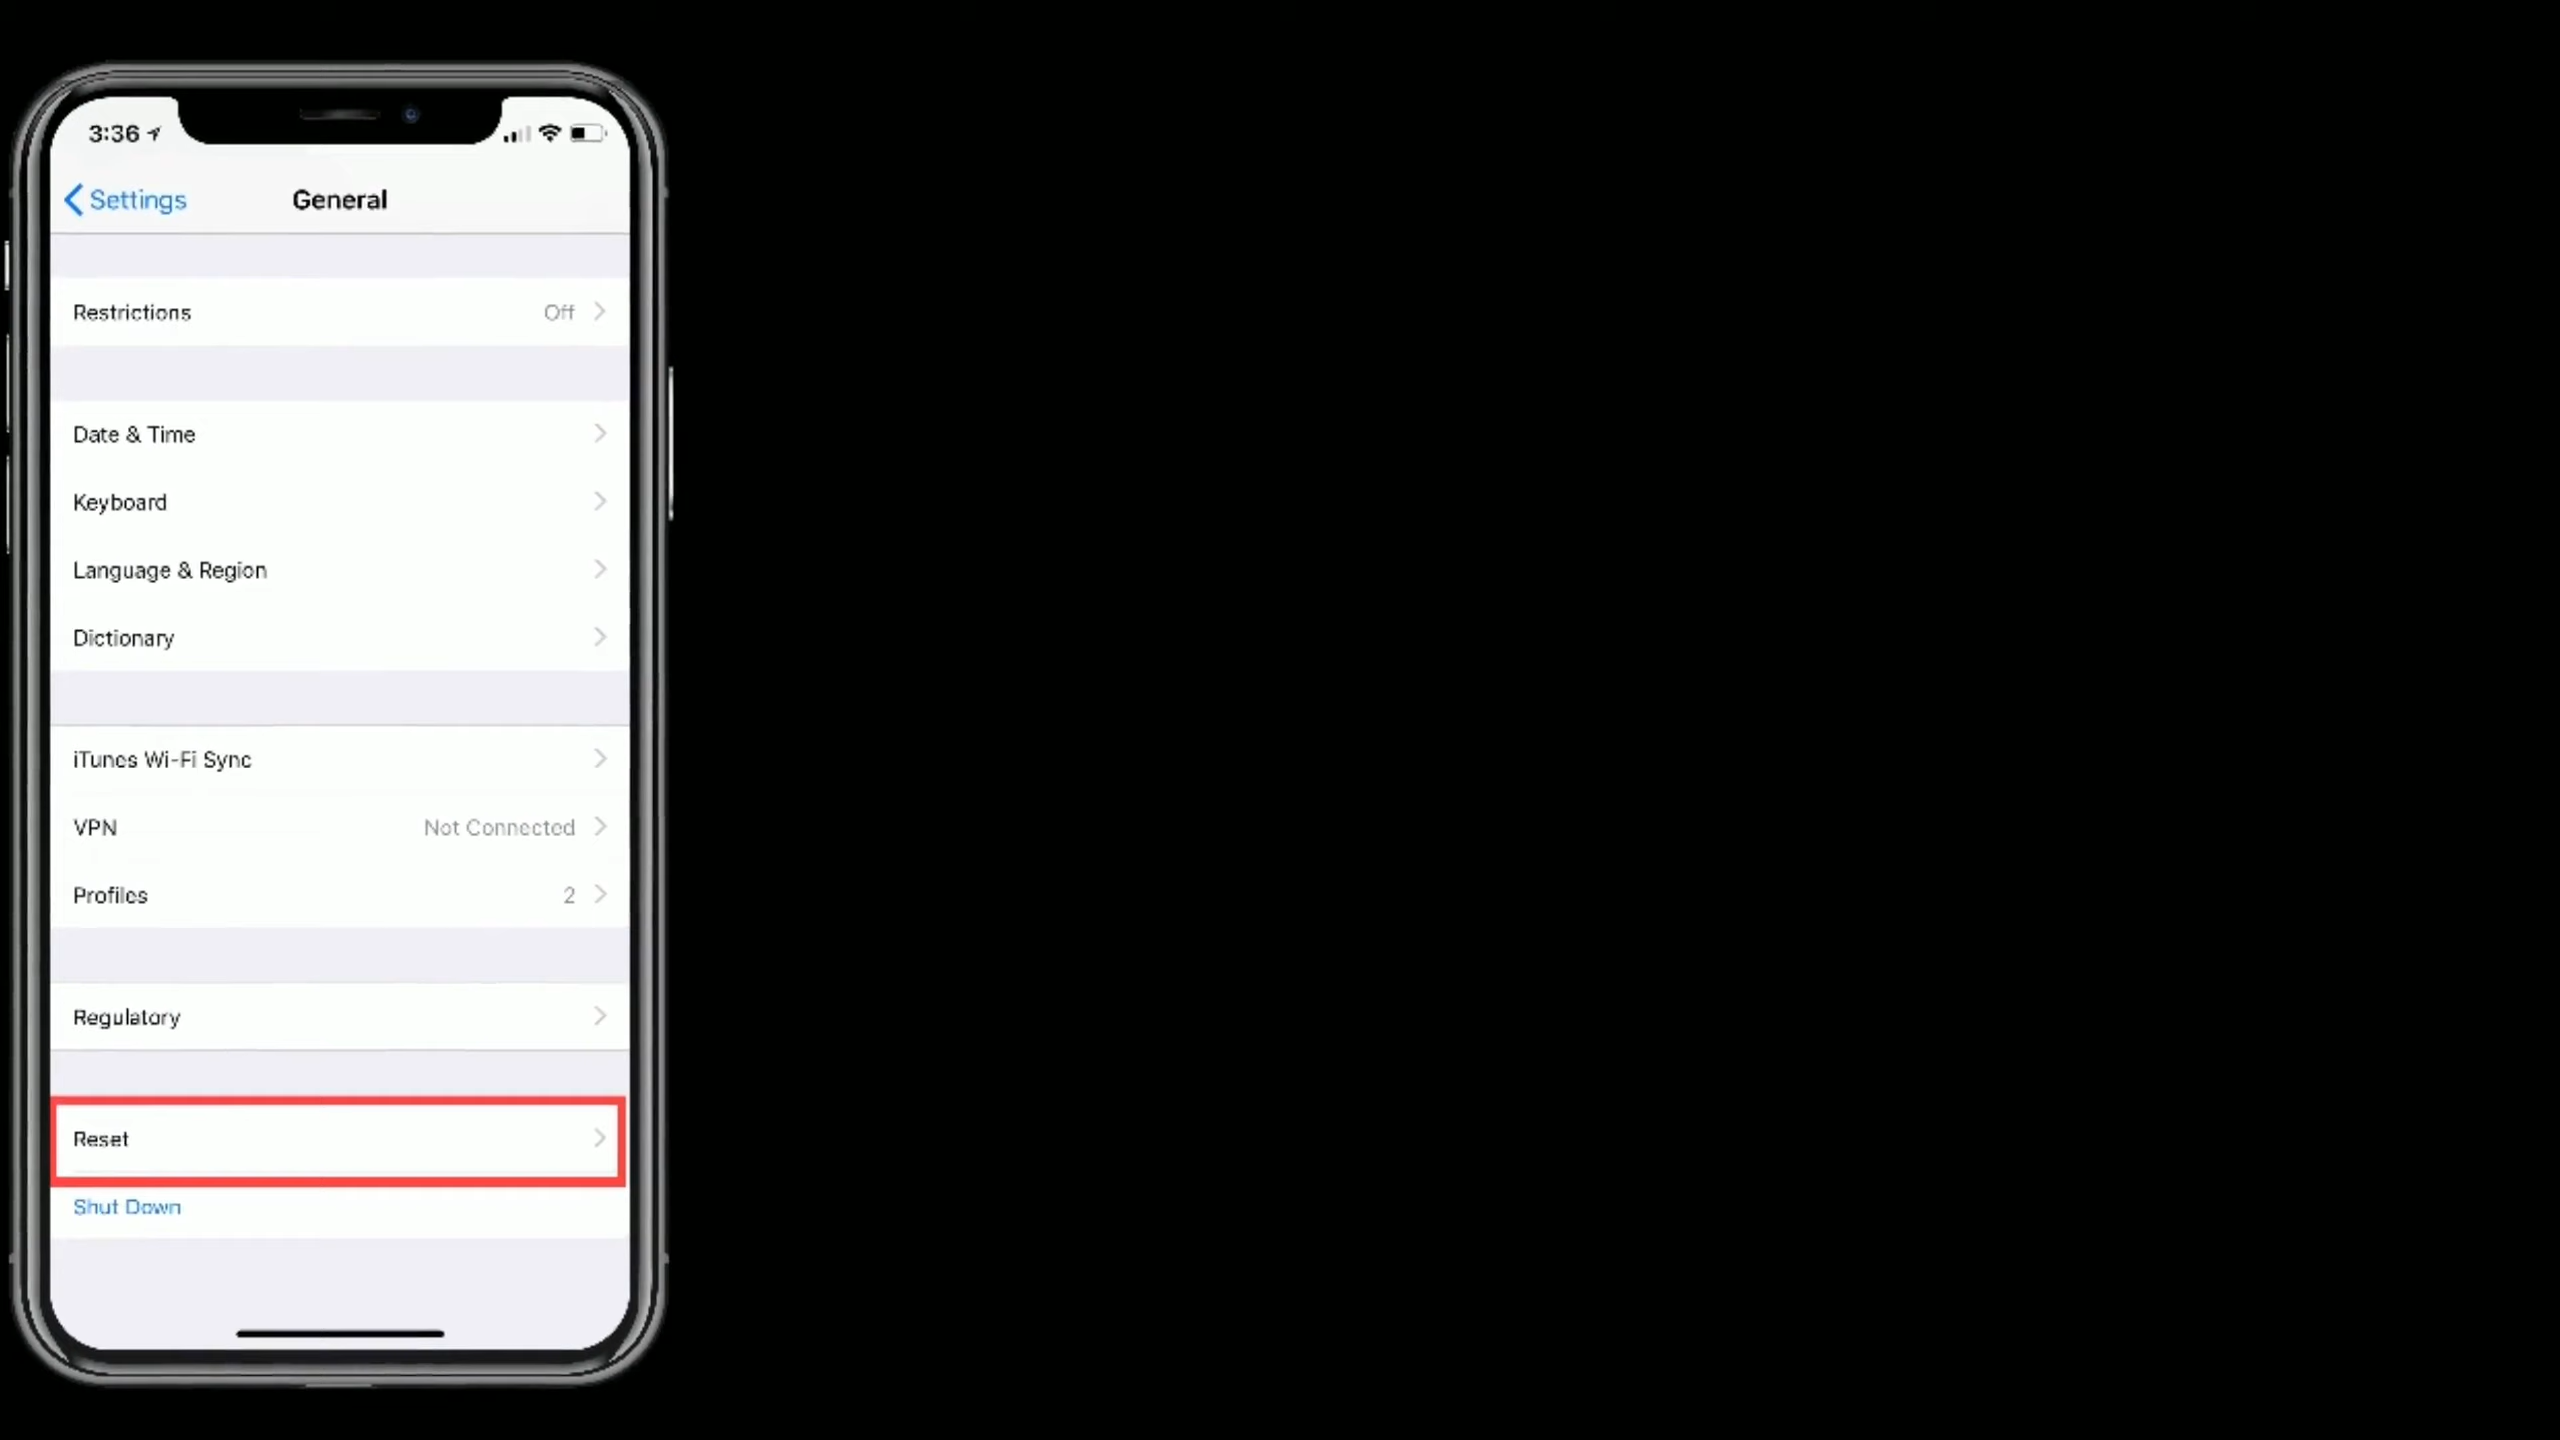 3:36
Settings
General
Restrictions Off
Date & Time
Keyboard
Language & Region
Dictionary
iTunes Wi-Fi Sync
VPN Not Connected
Profiles 2
Regulatory
Reset
Shut Down